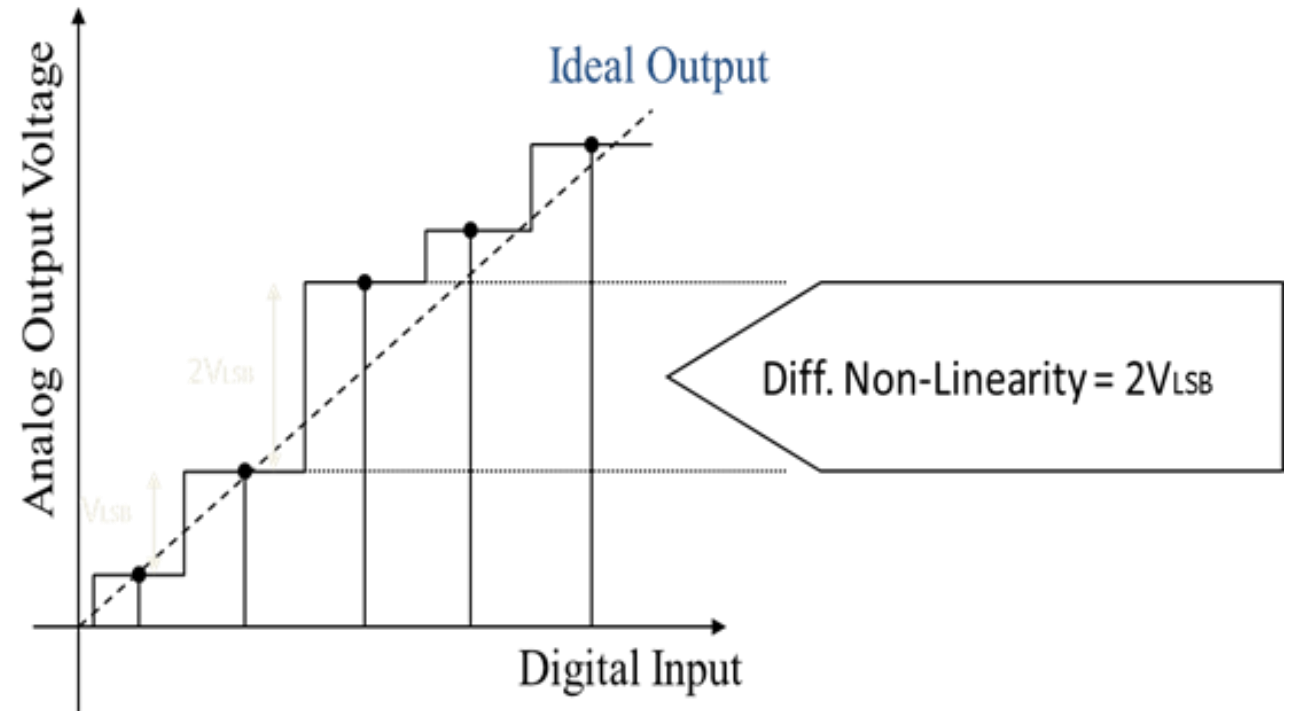 Ideal Output
Analog Output Voltage
2VLSB
Diff. Non-Linearity = 2VLSB
VLSB
Digital Input